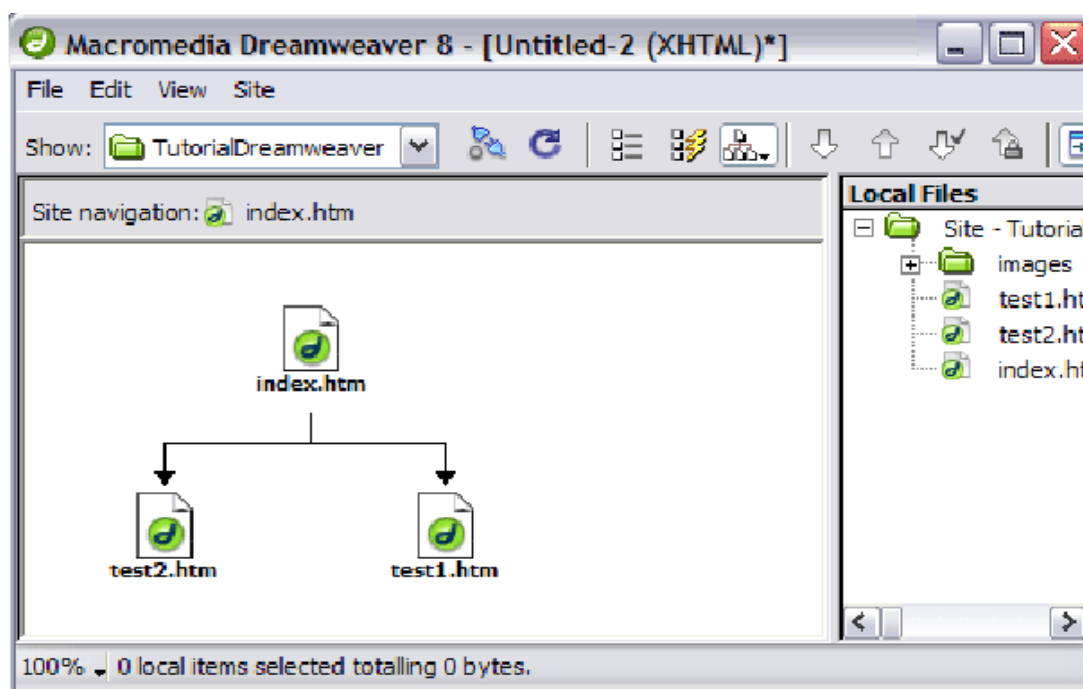 Macromedia Dreamweaver 8 - [Untitled-2 (XHTML)*]
File Edit View Site
Show: TutorialDreamweaver
Site navigation: index.htm
index.htm
test2.htm
test1.htm
Local Files
Site - Tutorial
images
test1.ht
test2.ht
index.ht
100% 0 local items selected totalling 0 bytes.